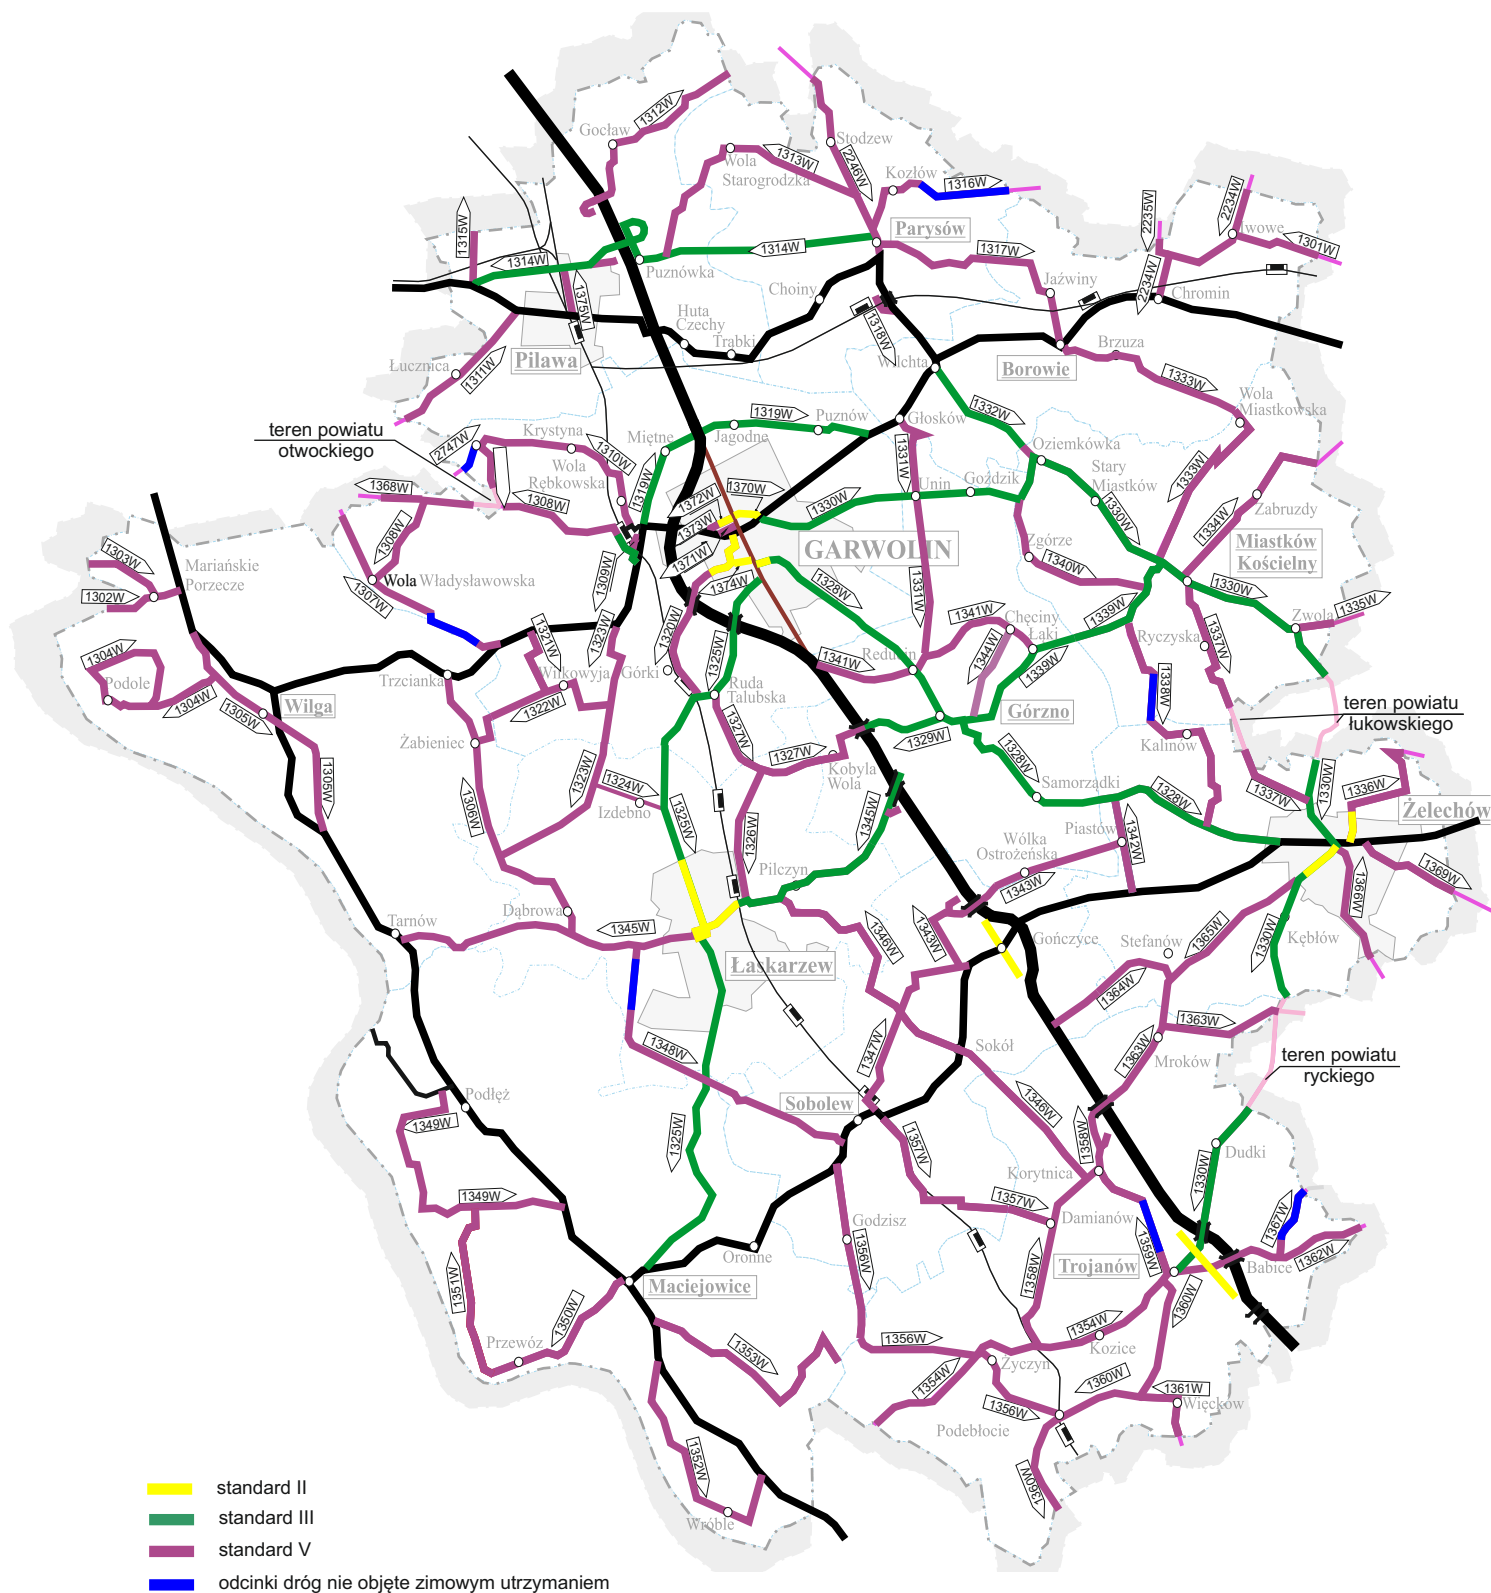 1312W
Gocław
Stodzew
1313W
Wola
Starogrodzka
2246W
Kozłów
1316W
2235W
2234W
Iwowe
1301W
1315W
Parysów
1314W
1314W
1317W
Puznówka
1375W
Jaźwiny
2234W
Chromin
Choiny
Huta
Czechy
Trąbki
1318W
Wilchta
Borowie
Brzuza
Pilawa
Łucznica
1311W
1333W
Wola
Miastkowska
teren powiatu
otwockiego
2747W
Krystyna
1310W
Miętne
1319W
Jagodne
Puznów
Głosków
1332W
Oziemkówka
Wola
Rębkowska
1319W
1331W
Unin
Goździk
Stary
Miastków
1333W
1368W
1308W
1372W
1370W
1330W
1330W
1334W
Zabruzdy
1373W
GARWOLIN
Miastków
Kościelny
1303W
Mariańskie
Porzecze
1308W
1371W
1374W
1309W
1328W
Zgórze
1340W
1330W
1302W
Wola Władysławowska
1307W
1331W
1341W
Chęciny
1339W
Zwola
1335W
1304W
Podole
1321W
1323W
1320W
1325W
Łąki
1344W
Ryczyska
1337W
Trzcianka
Wilkowyja
Górki
Reducin
1341W
1339W
1304W
1305W
Wilga
1322W
Ruda
Talubska
1338W
teren powiatu
łukowskiego
Żabieniec
1327W
1327W
Kobyla
Wola
1329W
Górzno
1328W
Kalinów
1305W
1306W
1323W
1324W
Izdebno
1325W
Samorządki
1328W
1337W
1330W
1336W
Żelechów
1326W
1345W
Wólka
Ostrożeńska
Piastów
1342W
Pilczyn
1343W
1366W
1369W
Tarnów
Dąbrowa
1345W
1346W
1343W
Gończyce
Stefanów
1365W
1330W
Kębłów
Łaskarzew
1364W
1348W
1347W
Sokół
1363W
1363W
Mroków
teren powiatu
ryckiego
Podłęż
1349W
Sobolew
1346W
1325W
1357W
1358W
Korytnica
Dudki
1330W
1349W
1357W
Damianów
Godzisz
1356W
1367W
1351W
Oronne
1358W
Trojanów
1359W
Babice
1362W
Maciejowice
1350W
1360W
Przewóz
1353W
1356W
1354W
Kozice
Życzyn
1354W
1360W
1361W
Więcków
1356W
Podebłocie
1352W
1360W
Wróble
standard II
standard III
standard V
odcinki dróg nie objęte zimowym utrzymaniem